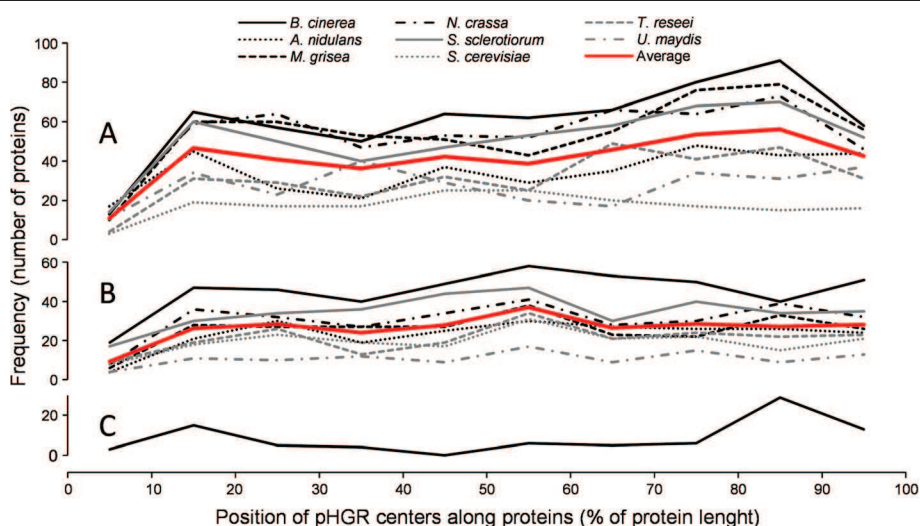 B. cinerea N. crassa T. reseei
A. nidulans S. sclerotiorum U. maydis
M. grisea S. cerevisiae Average
Frequency (number of proteins)
A
100
80
60
40
20
0
B
60
40
20
0
C
20
0
0 10 20 30 40 50 60 70 80 90 100
Position of pHGR centers along proteins (% of protein lenght)